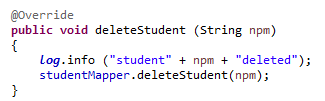 @Override
public void deleteStudent (String npm)
{
    log.info ("student" + npm + "deleted");
    studentMapper.deleteStudent(npm);
}